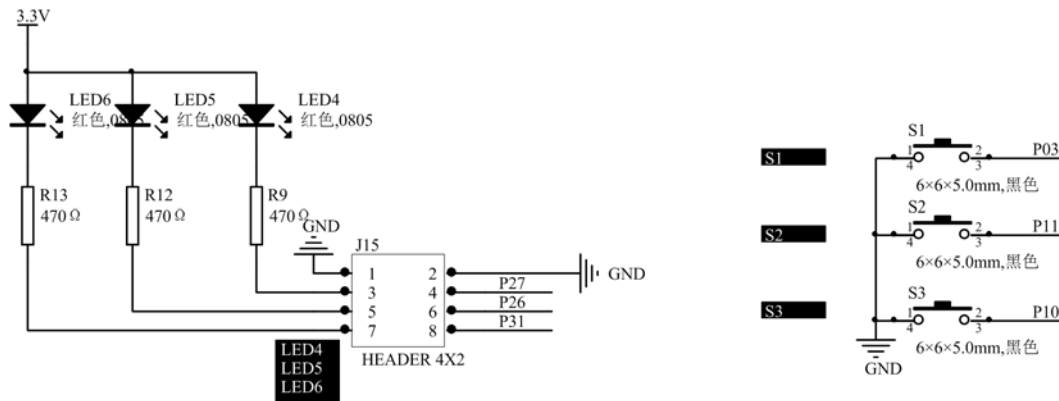 3.3V
LED6
红色,0805
LED5
红色,0805
LED4
红色,0805
R13
470Ω
R12
470Ω
R9
470Ω
GND
J15
1 2
3 4
5 6
7 8
GND
P27
P26
P31
HEADER 4X2
LED4
LED5
LED6
S1
S2
S3
S1
1 2
4 3
P03
6×6×5.0mm,黑色
S2
1 2
4 3
P11
6×6×5.0mm,黑色
S3
1 2
4 3
P10
6×6×5.0mm,黑色
GND